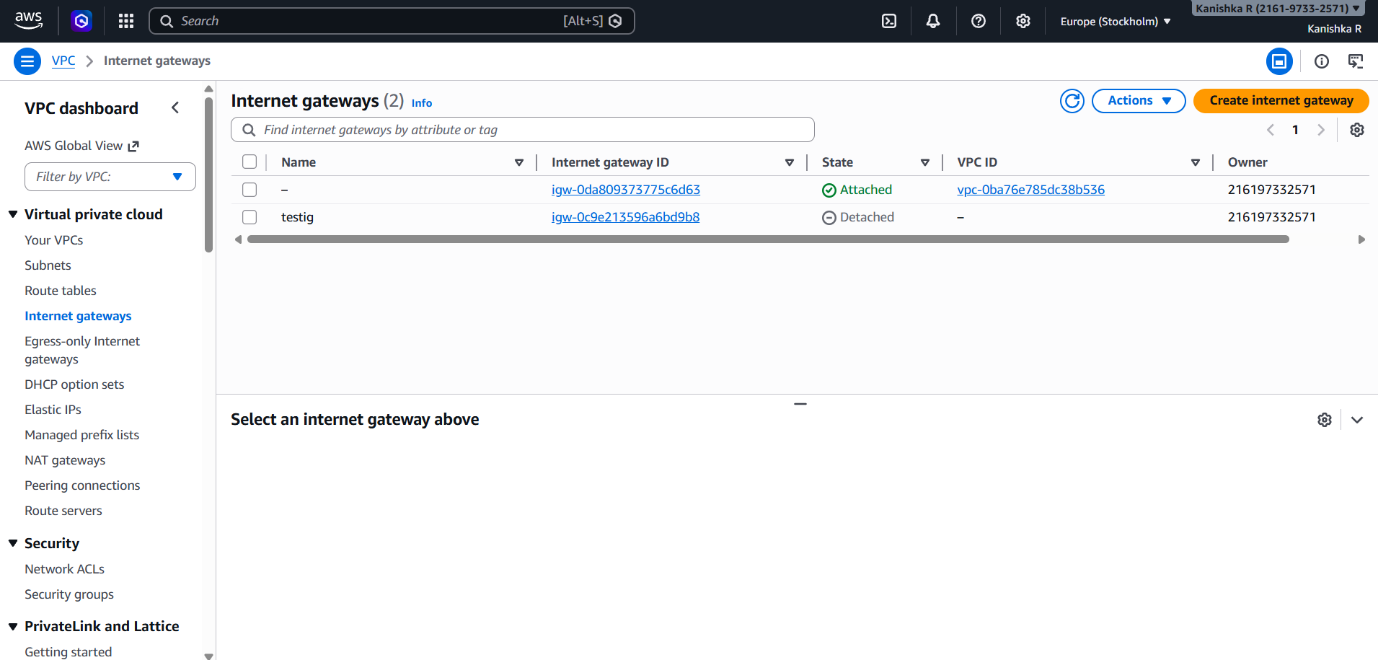 aws
Search [Alt+S]
Europe (Stockholm)
Kanishka R (2161-9733-2571)
Kanishka R
VPC Internet gateways
VPC dashboard
AWS Global View
Filter by VPC:
Virtual private cloud
Your VPCs
Subnets
Route tables
Internet gateways
Egress-only Internet
gateways
DHCP option sets
Elastic IPs
Managed prefix lists
NAT gateways
Peering connections
Route servers
Security
Network ACLs
Security groups
PrivateLink and Lattice
Getting started
Internet gateways (2) Info
Actions
Create internet gateway
Find internet gateways by attribute or tag
1
Name Internet gateway ID State VPC ID Owner
– igw-0da809373775c6d63 Attached vpc-0ba76e785dc38b536 216197332571
testig igw-0c9e213596a6bd9b8 Detached – 216197332571
Select an internet gateway above